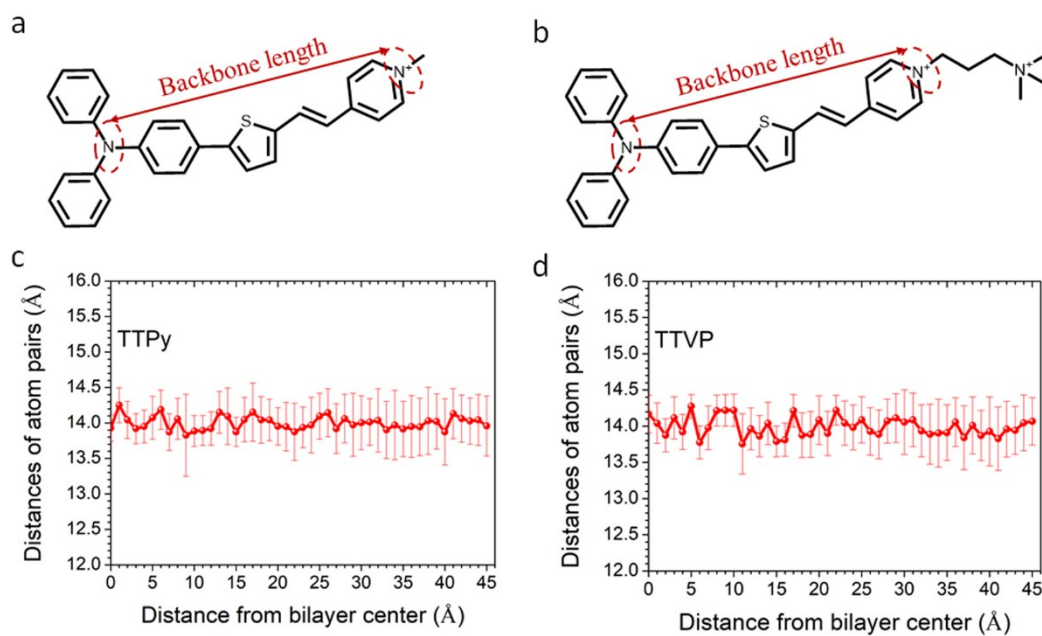 a
b
Backbone length
N⁺
S
N
Backbone length
N⁺
N⁺
S
N
c
d
Distances of atom pairs (Å)
16.0
15.5
15.0
14.5
14.0
13.5
13.0
12.5
12.0
TTPy
0 5 10 15 20 25 30 35 40 45
Distance from bilayer center (Å)
Distances of atom pairs (Å)
16.0
15.5
15.0
14.5
14.0
13.5
13.0
12.5
12.0
TTVP
0 5 10 15 20 25 30 35 40 45
Distance from bilayer center (Å)